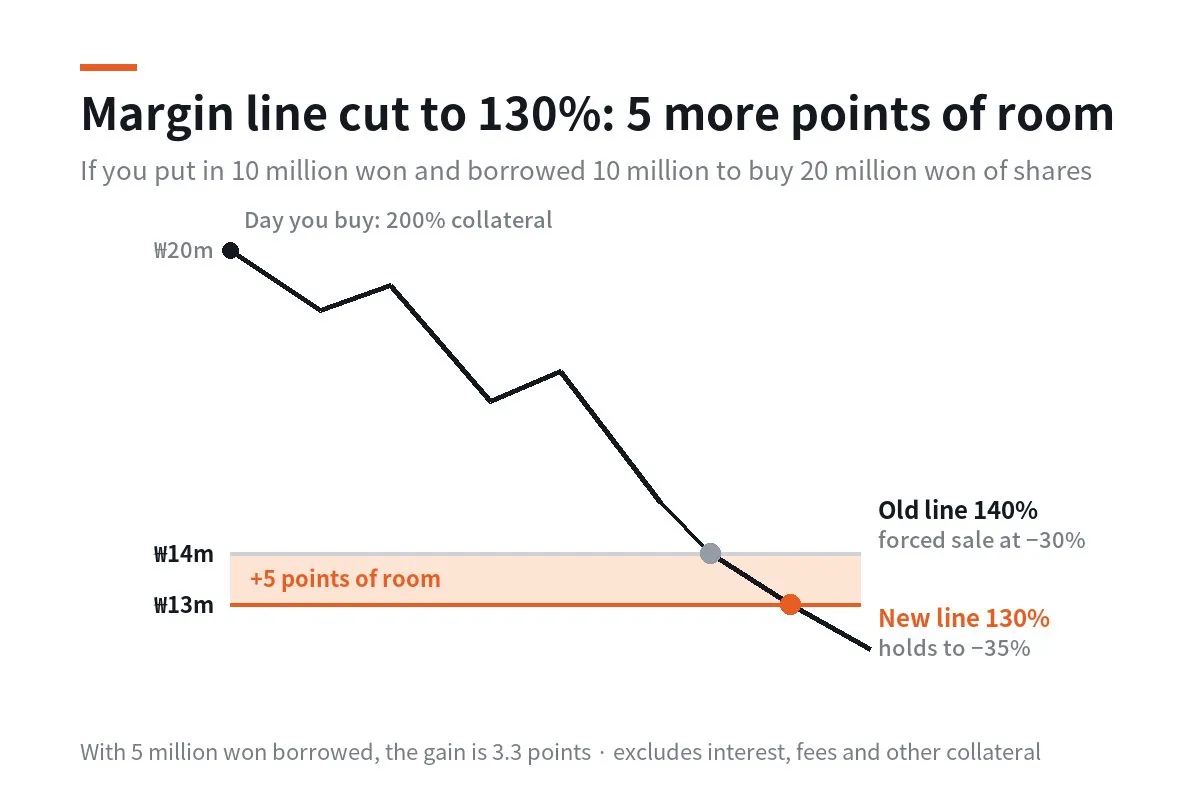 Margin line cut to 130%: 5 more points of room
If you put in 10 million won and borrowed 10 million to buy 20 million won of shares
Day you buy: 200% collateral
₩20m
Old line 140%
forced sale at −30%
₩14m
+5 points of room
₩13m
New line 130%
holds to −35%
With 5 million won borrowed, the gain is 3.3 points · excludes interest, fees and other collateral